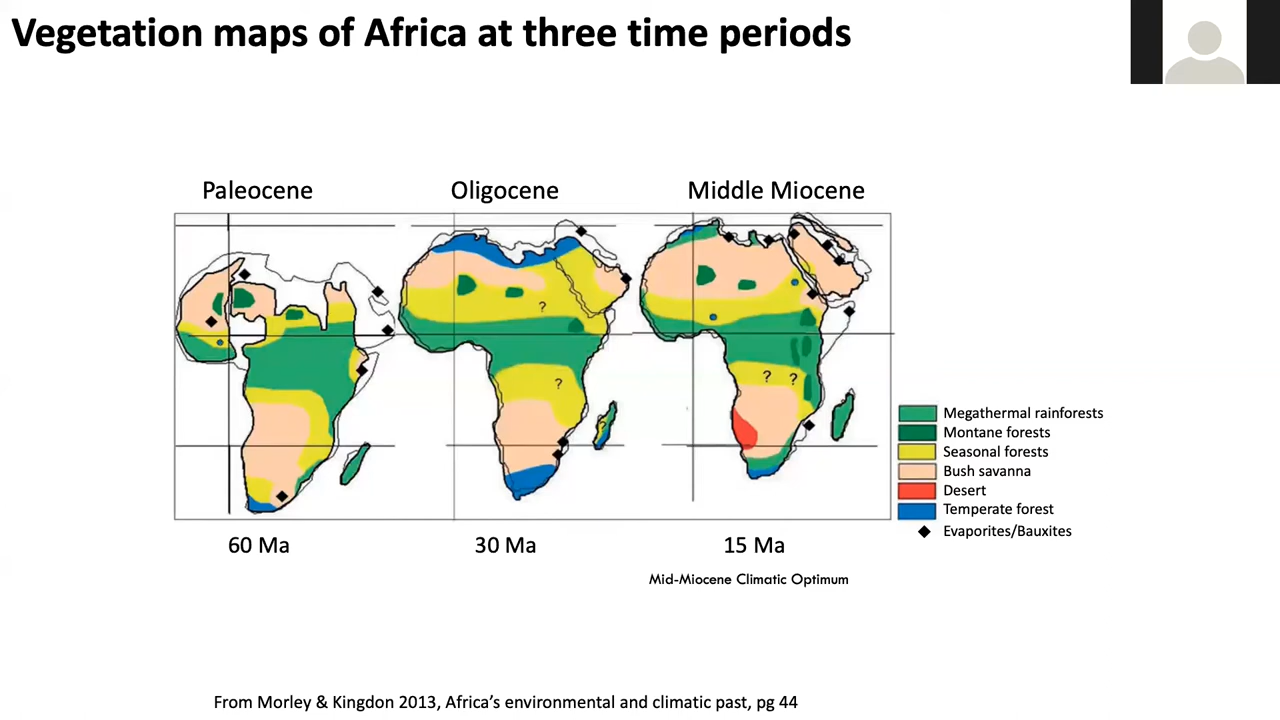 Vegetation maps of Africa at three time periods
Paleocene
Oligocene
Middle Miocene
?
?
?
?
?
Megathermal rainforests
Montane forests
Seasonal forests
Bush savanna
Desert
Temperate forest
Evaporites/Bauxites
60 Ma
30 Ma
15 Ma
Mid-Miocene Climatic Optimum
From Morley & Kingdon 2013, Africa’s environmental and climatic past, pg 44